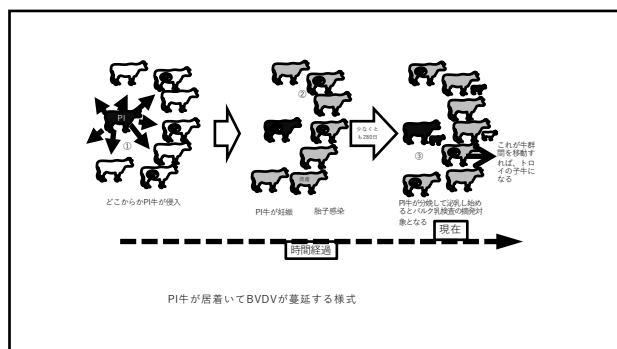 PI
①
どこからかPI牛が侵入
②
流産
PI牛が妊娠
胎子感染
少なくと
も280日
③
これが牛群
間を移動す
れば、トロ
イの子牛に
なる
PI牛が分娩して泌乳し始め
るとバルク乳検査の摘発対
象となる
現在
時間経過
PI牛が居着いてBVDVが蔓延する様式